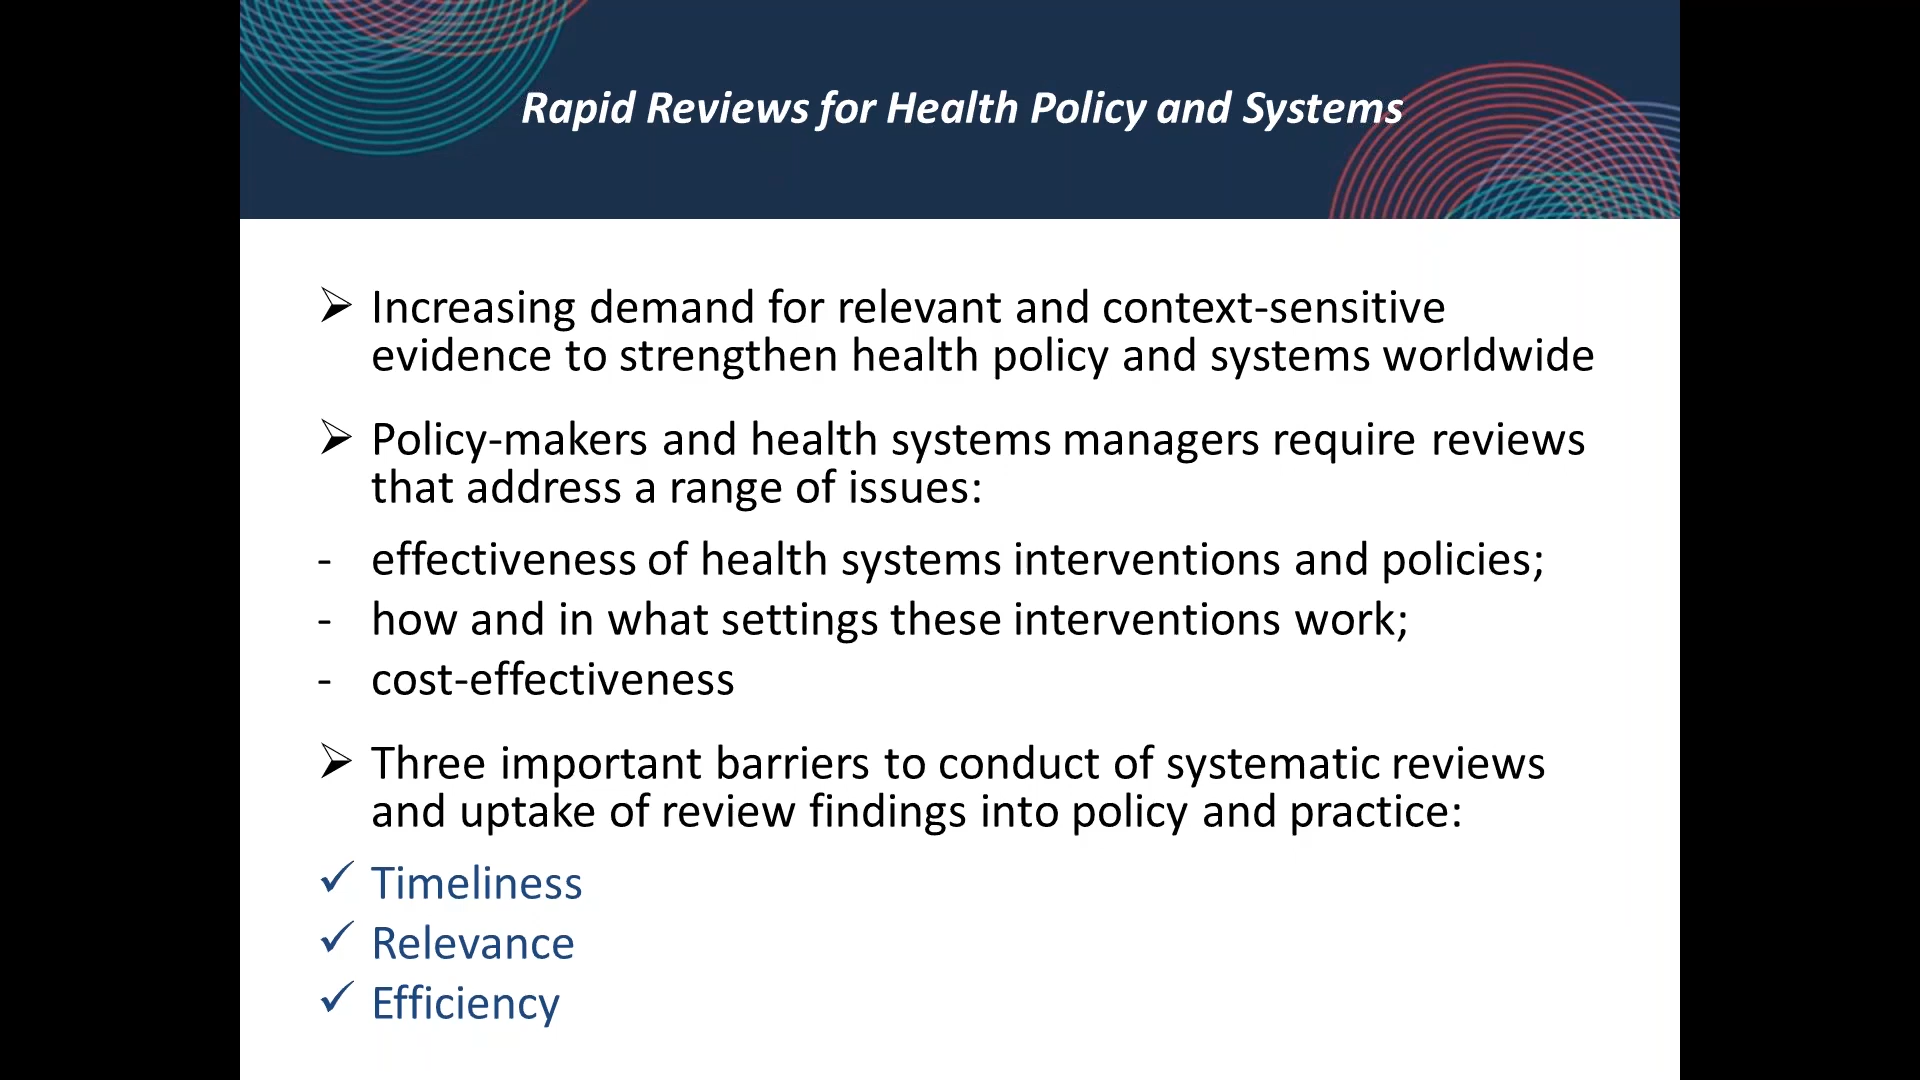 Rapid Reviews for Health Policy and Systems
➢ Increasing demand for relevant and context-sensitive
evidence to strengthen health policy and systems worldwide
➢ Policy-makers and health systems managers require reviews
that address a range of issues:
- effectiveness of health systems interventions and policies;
- how and in what settings these interventions work;
- cost-effectiveness
➢ Three important barriers to conduct of systematic reviews
and uptake of review findings into policy and practice:
✓ Timeliness
✓ Relevance
✓ Efficiency